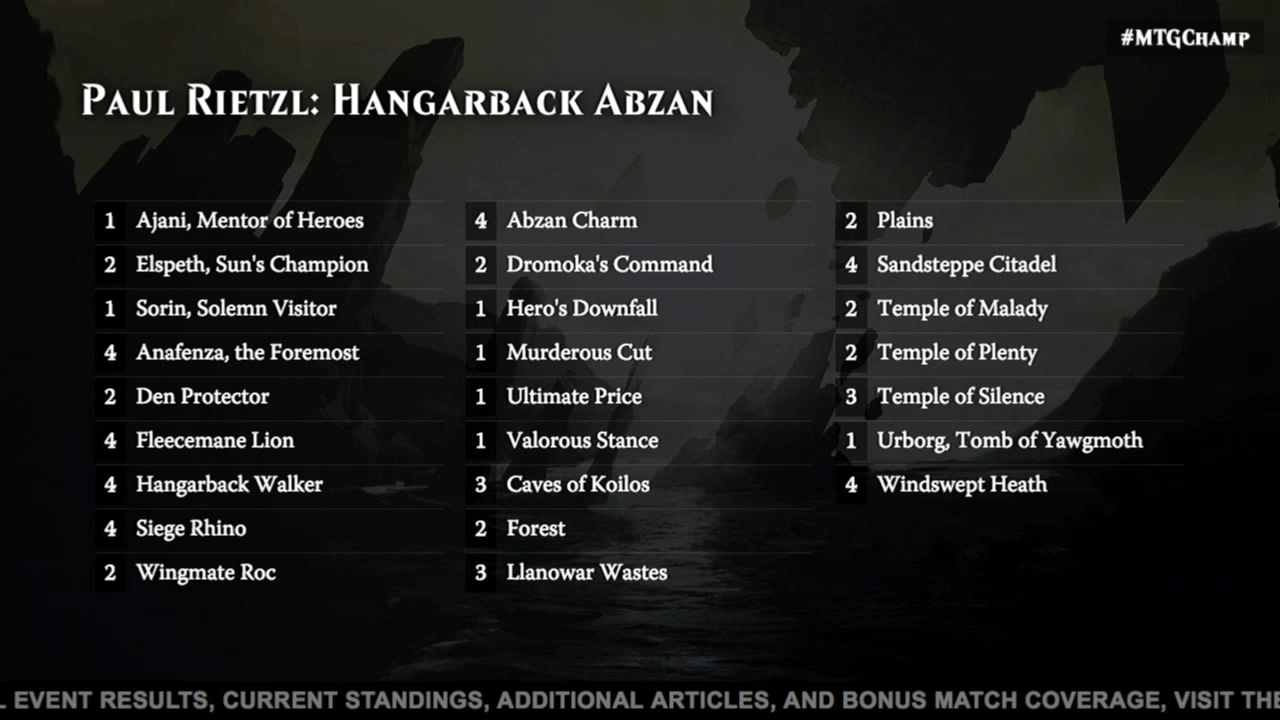 #MTGChamp
Paul Rietzl: Hangarback Abzan
1 Ajani, Mentor of Heroes
2 Elspeth, Sun's Champion
1 Sorin, Solemn Visitor
4 Anafenza, the Foremost
2 Den Protector
4 Fleecemane Lion
4 Hangarback Walker
4 Siege Rhino
2 Wingmate Roc
4 Abzan Charm
2 Dromoka's Command
1 Hero's Downfall
1 Murderous Cut
1 Ultimate Price
1 Valorous Stance
3 Caves of Koilos
2 Forest
3 Llanowar Wastes
2 Plains
4 Sandsteppe Citadel
2 Temple of Malady
2 Temple of Plenty
3 Temple of Silence
1 Urborg, Tomb of Yawgmoth
4 Windswept Heath
L EVENT RESULTS, CURRENT STANDINGS, ADDITIONAL ARTICLES, AND BONUS MATCH COVERAGE, VISIT THE